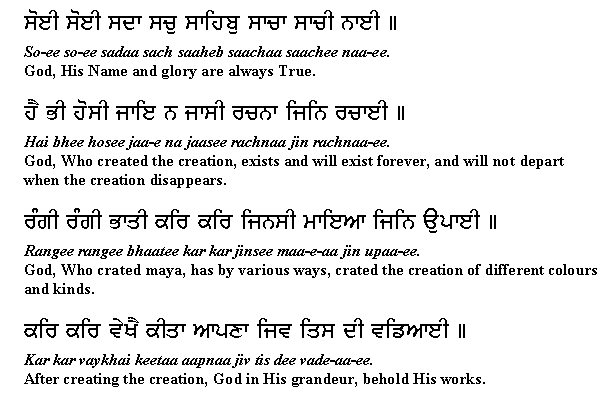 ਸੋਈ ਸੋਈ ਸਦਾ ਸਚੁ ਸਾਹਿਬੁ ਸਾਚਾ ਸਾਚੀ ਨਾਈ ॥
So-ee so-ee sadaa sach saaheb saachaa saachee naa-ee.
God, His Name and glory are always True.
ਹੈ ਭੀ ਹੋਸੀ ਜਾਇ ਨ ਜਾਸੀ ਰਚਨਾ ਜਿਨਿ ਰਚਾਈ ॥
Hai bhee hosee jaa-e na jaasee rachnaa jin rachnaa-ee.
God, Who created the creation, exists and will exist forever, and will not depart
when the creation disappears.
ਰੰਗੀ ਰੰਗੀ ਭਾਤੀ ਕਰਿ ਕਰਿ ਜਿਨਸੀ ਮਾਇਆ ਜਿਨਿ ਉਪਾਈ ॥
Rangee rangee bhaatee kar kar jinsee maa-e-aa jin upaa-ee.
God, Who crated maya, has by various ways, crated the creation of different colours
and kinds.
ਕਰਿ ਕਰਿ ਵੇਖੈ ਕੀਤਾ ਆਪਣਾ ਜਿਵ ਤਿਸ ਦੀ ਵਡਿਆਈ ॥
Kar kar vaykhai keetaa aapnaa jiv tis dee vade-aa-ee.
After creating the creation, God in His grandeur, behold His works.